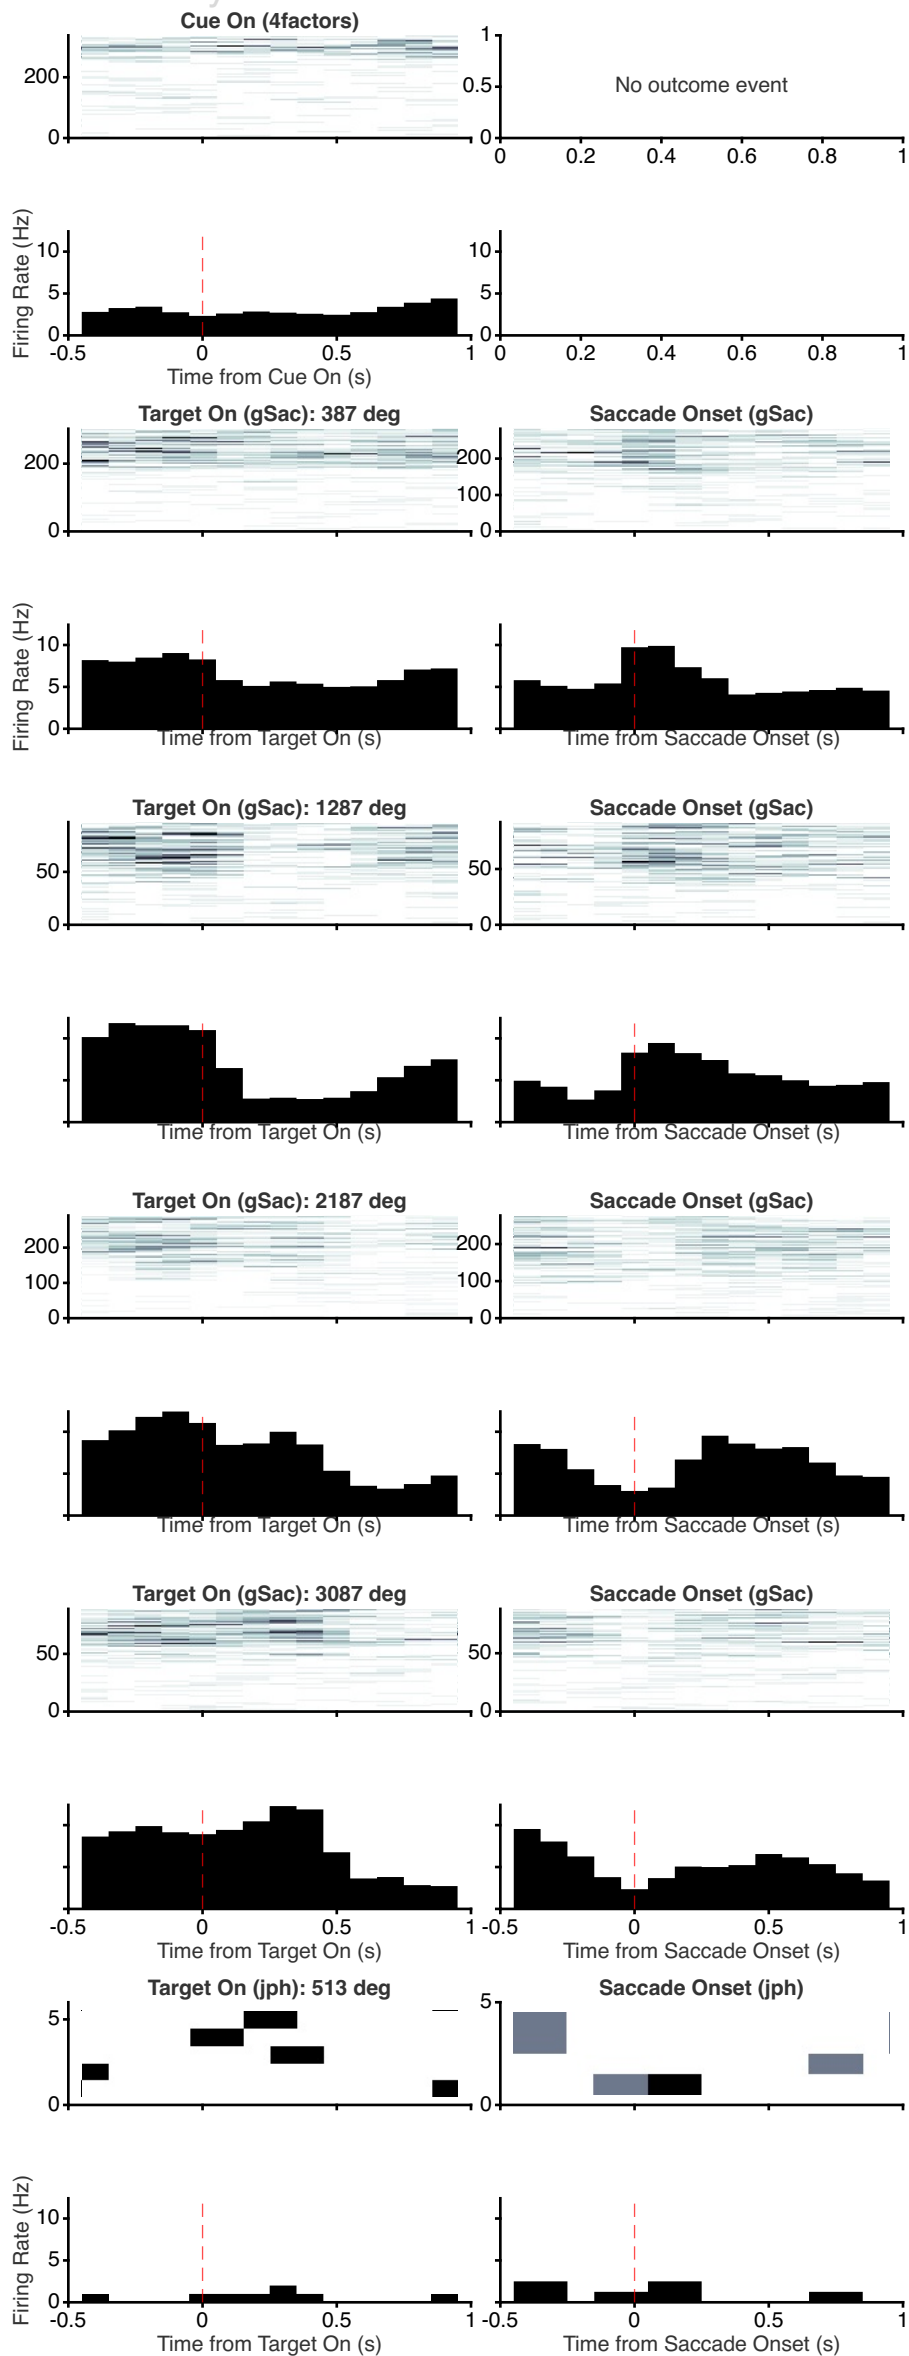 Cue On (4factors)
200
0
1
0.5
0
No outcome event
0 0.2 0.4 0.6 0.8 1
Firing Rate (Hz)
10
5
0
-0.5 0 0.5 1
Time from Cue On (s)
10
5
0
0 0.2 0.4 0.6 0.8 1
Target On (gSac): 387 deg
200
0
Saccade Onset (gSac)
200
100
0
Firing Rate (Hz)
10
5
0
Time from Target On (s)
Time from Saccade Onset (s)
Target On (gSac): 1287 deg
50
0
Saccade Onset (gSac)
50
0
Time from Target On (s)
Time from Saccade Onset (s)
Target On (gSac): 2187 deg
200
100
0
Saccade Onset (gSac)
200
100
0
Time from Target On (s)
Time from Saccade Onset (s)
Target On (gSac): 3087 deg
50
0
Saccade Onset (gSac)
50
0
-0.5 0 0.5 1
Time from Target On (s)
-0.5 0 0.5 1
Time from Saccade Onset (s)
Target On (jph): 513 deg
5
0
Saccade Onset (jph)
5
0
Firing Rate (Hz)
10
5
0
-0.5 0 0.5 1
Time from Target On (s)
-0.5 0 0.5 1
Time from Saccade Onset (s)